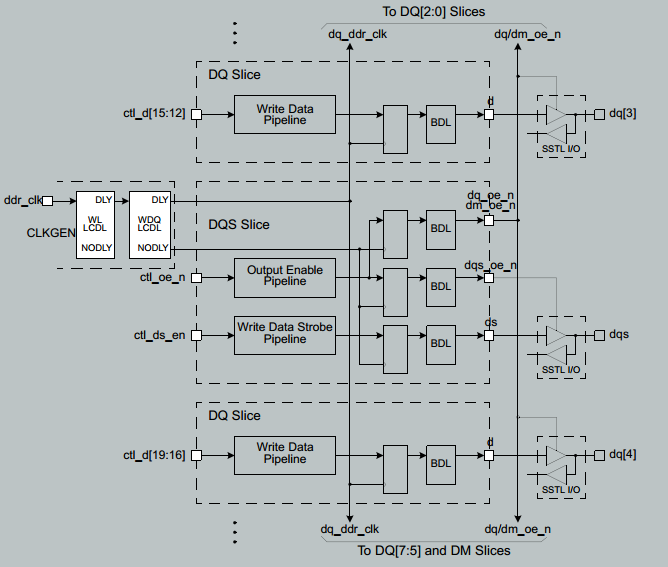 To DQ[2:0] Slices
dq_ddr_clk
dq/dm_oe_n
DQ Slice
ctl_d[15:12]
Write Data
Pipeline
BDL
d
dq[3]
SSTL I/O
ddr_clk
CLKGEN
DLY
WL
LCDL
NODLY
DLY
WDQ
LCDL
NODLY
DQS Slice
dq_oe_n
dm_oe_n
BDL
ctl_oe_n
Output Enable
Pipeline
BDL
dqs_oe_n
ctl_ds_en
Write Data Strobe
Pipeline
BDL
ds
dqs
SSTL I/O
DQ Slice
ctl_d[19:16]
Write Data
Pipeline
BDL
d
dq[4]
SSTL I/O
dq_ddr_clk
dq/dm_oe_n
To DQ[7:5] and DM Slices